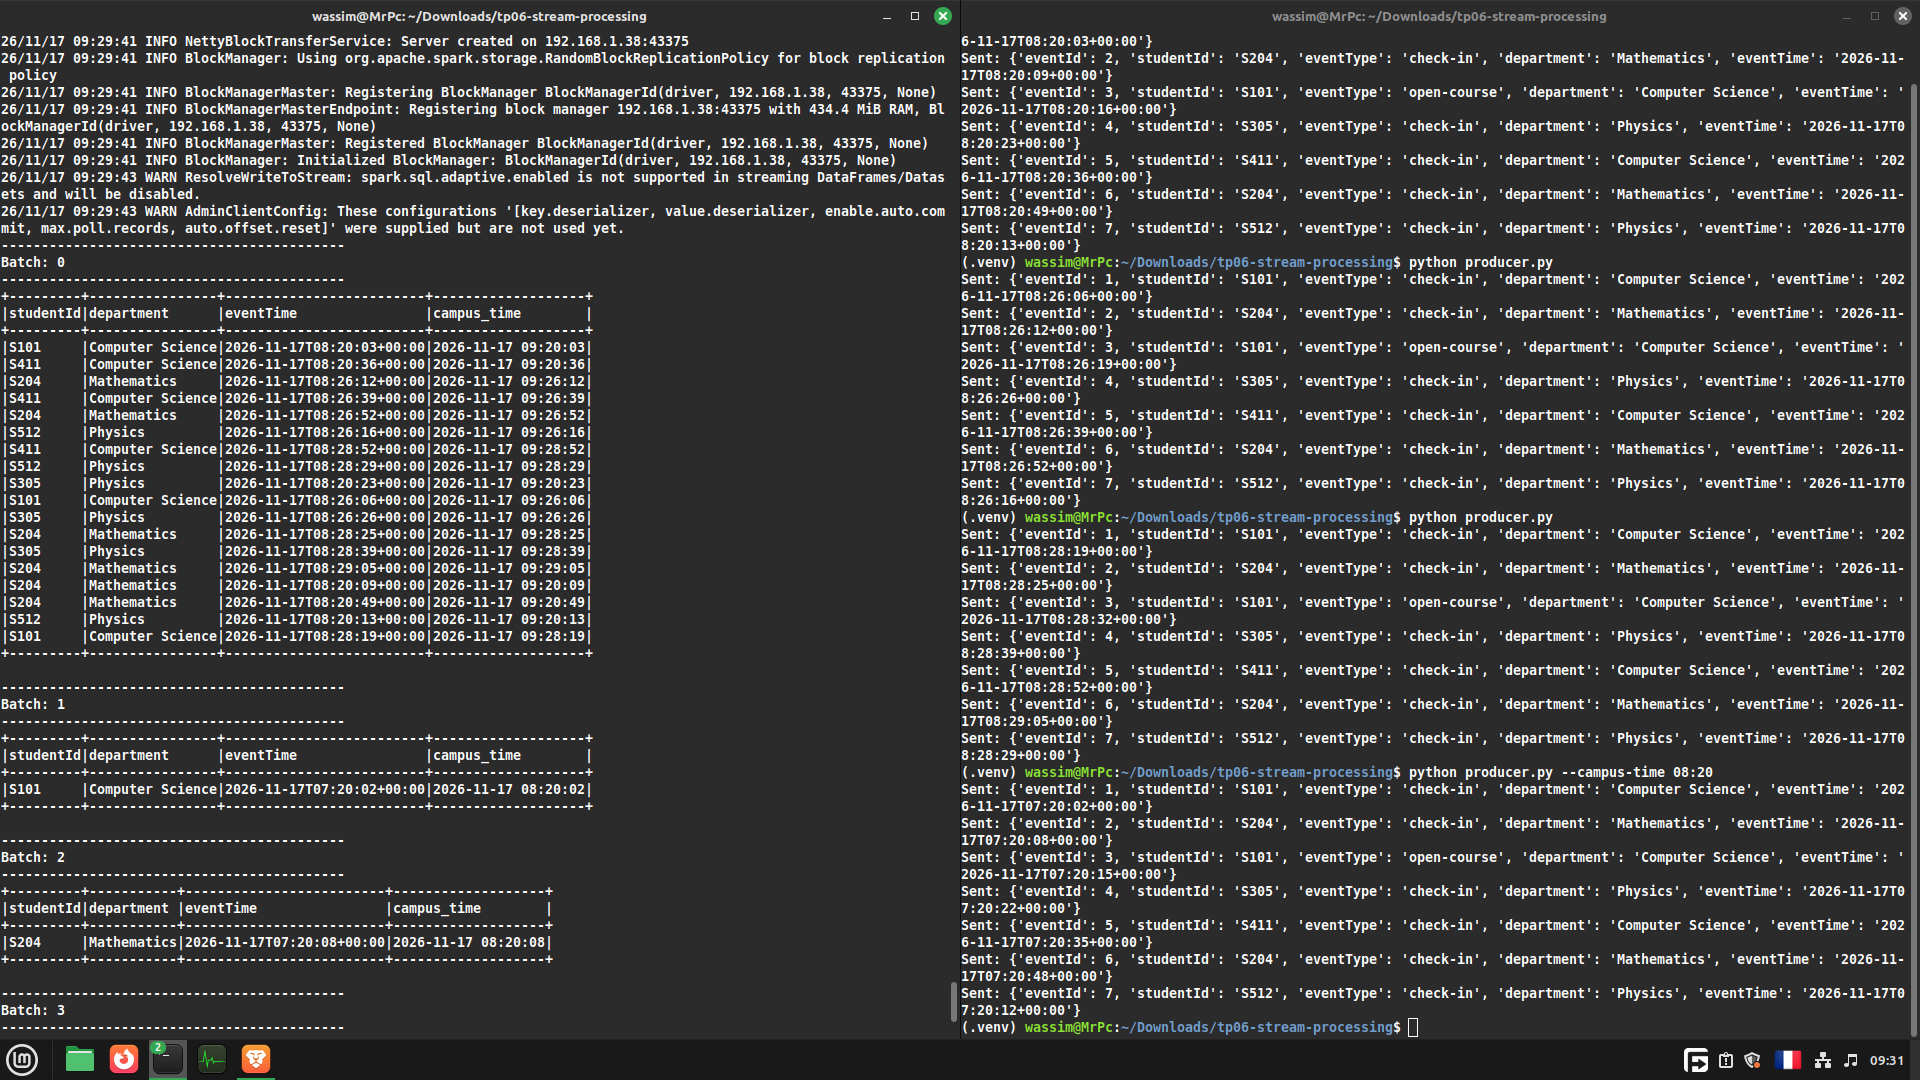 wassim@MrPc: ~/Downloads/tp06-stream-processing
26/11/17 09:29:41 INFO NettyBlockTransferService: Server created on 192.168.1.38:43375
26/11/17 09:29:41 INFO BlockManager: Using org.apache.spark.storage.RandomBlockReplicationPolicy for block replication
 policy
26/11/17 09:29:41 INFO BlockManagerMaster: Registering BlockManager BlockManagerId(driver, 192.168.1.38, 43375, None)
26/11/17 09:29:41 INFO BlockManagerMasterEndpoint: Registering block manager 192.168.1.38:43375 with 434.4 MiB RAM, Bl
ockManagerId(driver, 192.168.1.38, 43375, None)
26/11/17 09:29:41 INFO BlockManagerMaster: Registered BlockManager BlockManagerId(driver, 192.168.1.38, 43375, None)
26/11/17 09:29:41 INFO BlockManager: Initialized BlockManager: BlockManagerId(driver, 192.168.1.38, 43375, None)
26/11/17 09:29:43 WARN ResolveWriteToStream: spark.sql.adaptive.enabled is not supported in streaming DataFrames/Datas
ets and will be disabled.
26/11/17 09:29:43 WARN AdminClientConfig: These configurations '[key.deserializer, value.deserializer, enable.auto.com
mit, max.poll.records, auto.offset.reset]' were supplied but are not used yet.
-------------------------------------------
Batch: 0
-------------------------------------------
+---------+----------------+-------------------------+-------------------+
|studentId|department      |eventTime                |campus_time        |
+---------+----------------+-------------------------+-------------------+
|S101     |Computer Science|2026-11-17T08:20:03+00:00|2026-11-17 09:20:03|
|S411     |Computer Science|2026-11-17T08:20:36+00:00|2026-11-17 09:20:36|
|S204     |Mathematics     |2026-11-17T08:26:12+00:00|2026-11-17 09:26:12|
|S411     |Computer Science|2026-11-17T08:26:39+00:00|2026-11-17 09:26:39|
|S204     |Mathematics     |2026-11-17T08:26:52+00:00|2026-11-17 09:26:52|
|S512     |Physics         |2026-11-17T08:26:16+00:00|2026-11-17 09:26:16|
|S411     |Computer Science|2026-11-17T08:28:52+00:00|2026-11-17 09:28:52|
|S512     |Physics         |2026-11-17T08:28:29+00:00|2026-11-17 09:28:29|
|S305     |Physics         |2026-11-17T08:20:23+00:00|2026-11-17 09:20:23|
|S101     |Computer Science|2026-11-17T08:26:06+00:00|2026-11-17 09:26:06|
|S305     |Physics         |2026-11-17T08:26:26+00:00|2026-11-17 09:26:26|
|S204     |Mathematics     |2026-11-17T08:28:25+00:00|2026-11-17 09:28:25|
|S305     |Physics         |2026-11-17T08:28:39+00:00|2026-11-17 09:28:39|
|S204     |Mathematics     |2026-11-17T08:29:05+00:00|2026-11-17 09:29:05|
|S204     |Mathematics     |2026-11-17T08:20:09+00:00|2026-11-17 09:20:09|
|S204     |Mathematics     |2026-11-17T08:20:49+00:00|2026-11-17 09:20:49|
|S512     |Physics         |2026-11-17T08:20:13+00:00|2026-11-17 09:20:13|
|S101     |Computer Science|2026-11-17T08:28:19+00:00|2026-11-17 09:28:19|
+---------+----------------+-------------------------+-------------------+
-------------------------------------------
Batch: 1
-------------------------------------------
+---------+----------------+-------------------------+-------------------+
|studentId|department      |eventTime                |campus_time        |
+---------+----------------+-------------------------+-------------------+
|S101     |Computer Science|2026-11-17T07:20:02+00:00|2026-11-17 08:20:02|
+---------+----------------+-------------------------+-------------------+
-------------------------------------------
Batch: 2
-------------------------------------------
+---------+-----------+-------------------------+-------------------+
|studentId|department |eventTime                |campus_time        |
+---------+-----------+-------------------------+-------------------+
|S204     |Mathematics|2026-11-17T07:20:08+00:00|2026-11-17 08:20:08|
+---------+-----------+-------------------------+-------------------+
-------------------------------------------
Batch: 3
-------------------------------------------
wassim@MrPc: ~/Downloads/tp06-stream-processing
6-11-17T08:20:03+00:00'}
Sent: {'eventId': 2, 'studentId': 'S204', 'eventType': 'check-in', 'department': 'Mathematics', 'eventTime': '2026-11-
17T08:20:09+00:00'}
Sent: {'eventId': 3, 'studentId': 'S101', 'eventType': 'open-course', 'department': 'Computer Science', 'eventTime': '
2026-11-17T08:20:16+00:00'}
Sent: {'eventId': 4, 'studentId': 'S305', 'eventType': 'check-in', 'department': 'Physics', 'eventTime': '2026-11-17T0
8:20:23+00:00'}
Sent: {'eventId': 5, 'studentId': 'S411', 'eventType': 'check-in', 'department': 'Computer Science', 'eventTime': '202
6-11-17T08:20:36+00:00'}
Sent: {'eventId': 6, 'studentId': 'S204', 'eventType': 'check-in', 'department': 'Mathematics', 'eventTime': '2026-11-
17T08:20:49+00:00'}
Sent: {'eventId': 7, 'studentId': 'S512', 'eventType': 'check-in', 'department': 'Physics', 'eventTime': '2026-11-17T0
8:20:13+00:00'}
(.venv) wassim@MrPc:~/Downloads/tp06-stream-processing$ python producer.py
Sent: {'eventId': 1, 'studentId': 'S101', 'eventType': 'check-in', 'department': 'Computer Science', 'eventTime': '202
6-11-17T08:26:06+00:00'}
Sent: {'eventId': 2, 'studentId': 'S204', 'eventType': 'check-in', 'department': 'Mathematics', 'eventTime': '2026-11-
17T08:26:12+00:00'}
Sent: {'eventId': 3, 'studentId': 'S101', 'eventType': 'open-course', 'department': 'Computer Science', 'eventTime': '
2026-11-17T08:26:19+00:00'}
Sent: {'eventId': 4, 'studentId': 'S305', 'eventType': 'check-in', 'department': 'Physics', 'eventTime': '2026-11-17T0
8:26:26+00:00'}
Sent: {'eventId': 5, 'studentId': 'S411', 'eventType': 'check-in', 'department': 'Computer Science', 'eventTime': '202
6-11-17T08:26:39+00:00'}
Sent: {'eventId': 6, 'studentId': 'S204', 'eventType': 'check-in', 'department': 'Mathematics', 'eventTime': '2026-11-
17T08:26:52+00:00'}
Sent: {'eventId': 7, 'studentId': 'S512', 'eventType': 'check-in', 'department': 'Physics', 'eventTime': '2026-11-17T0
8:26:16+00:00'}
(.venv) wassim@MrPc:~/Downloads/tp06-stream-processing$ python producer.py
Sent: {'eventId': 1, 'studentId': 'S101', 'eventType': 'check-in', 'department': 'Computer Science', 'eventTime': '202
6-11-17T08:28:19+00:00'}
Sent: {'eventId': 2, 'studentId': 'S204', 'eventType': 'check-in', 'department': 'Mathematics', 'eventTime': '2026-11-
17T08:28:25+00:00'}
Sent: {'eventId': 3, 'studentId': 'S101', 'eventType': 'open-course', 'department': 'Computer Science', 'eventTime': '
2026-11-17T08:28:32+00:00'}
Sent: {'eventId': 4, 'studentId': 'S305', 'eventType': 'check-in', 'department': 'Physics', 'eventTime': '2026-11-17T0
8:28:39+00:00'}
Sent: {'eventId': 5, 'studentId': 'S411', 'eventType': 'check-in', 'department': 'Computer Science', 'eventTime': '202
6-11-17T08:28:52+00:00'}
Sent: {'eventId': 6, 'studentId': 'S204', 'eventType': 'check-in', 'department': 'Mathematics', 'eventTime': '2026-11-
17T08:29:05+00:00'}
Sent: {'eventId': 7, 'studentId': 'S512', 'eventType': 'check-in', 'department': 'Physics', 'eventTime': '2026-11-17T0
8:28:29+00:00'}
(.venv) wassim@MrPc:~/Downloads/tp06-stream-processing$ python producer.py --campus-time 08:20
Sent: {'eventId': 1, 'studentId': 'S101', 'eventType': 'check-in', 'department': 'Computer Science', 'eventTime': '202
6-11-17T07:20:02+00:00'}
Sent: {'eventId': 2, 'studentId': 'S204', 'eventType': 'check-in', 'department': 'Mathematics', 'eventTime': '2026-11-
17T07:20:08+00:00'}
Sent: {'eventId': 3, 'studentId': 'S101', 'eventType': 'open-course', 'department': 'Computer Science', 'eventTime': '
2026-11-17T07:20:15+00:00'}
Sent: {'eventId': 4, 'studentId': 'S305', 'eventType': 'check-in', 'department': 'Physics', 'eventTime': '2026-11-17T0
7:20:22+00:00'}
Sent: {'eventId': 5, 'studentId': 'S411', 'eventType': 'check-in', 'department': 'Computer Science', 'eventTime': '202
6-11-17T07:20:35+00:00'}
Sent: {'eventId': 6, 'studentId': 'S204', 'eventType': 'check-in', 'department': 'Mathematics', 'eventTime': '2026-11-
17T07:20:48+00:00'}
Sent: {'eventId': 7, 'studentId': 'S512', 'eventType': 'check-in', 'department': 'Physics', 'eventTime': '2026-11-17T0
7:20:12+00:00'}
(.venv) wassim@MrPc:~/Downloads/tp06-stream-processing$
2
09:31